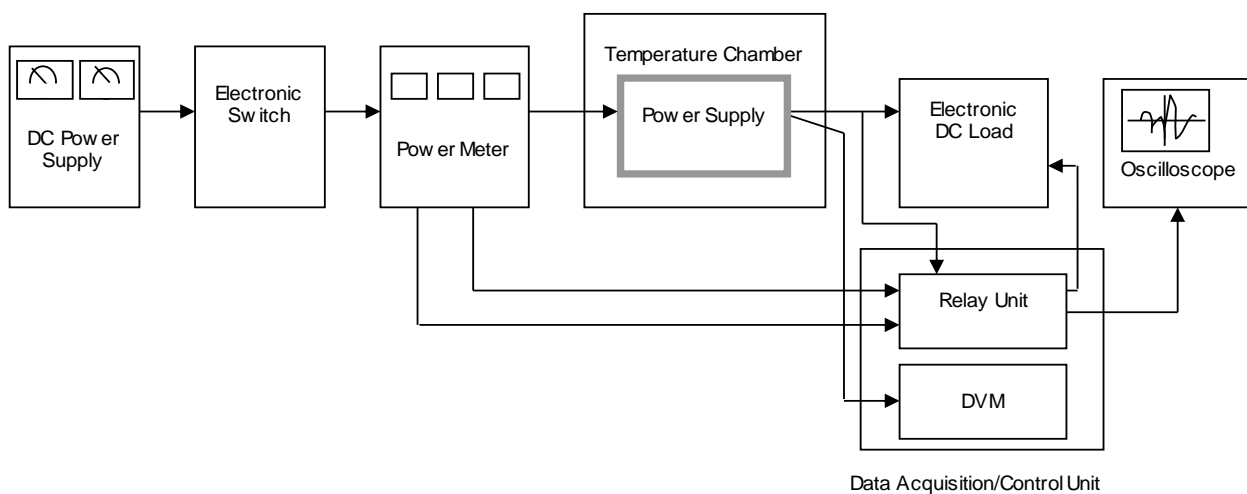 DC Power
Supply
Electronic
Switch
Power Meter
Temperature Chamber
Power Supply
Electronic
DC Load
Oscilloscope
Relay Unit
DVM
Data Acquisition/Control Unit